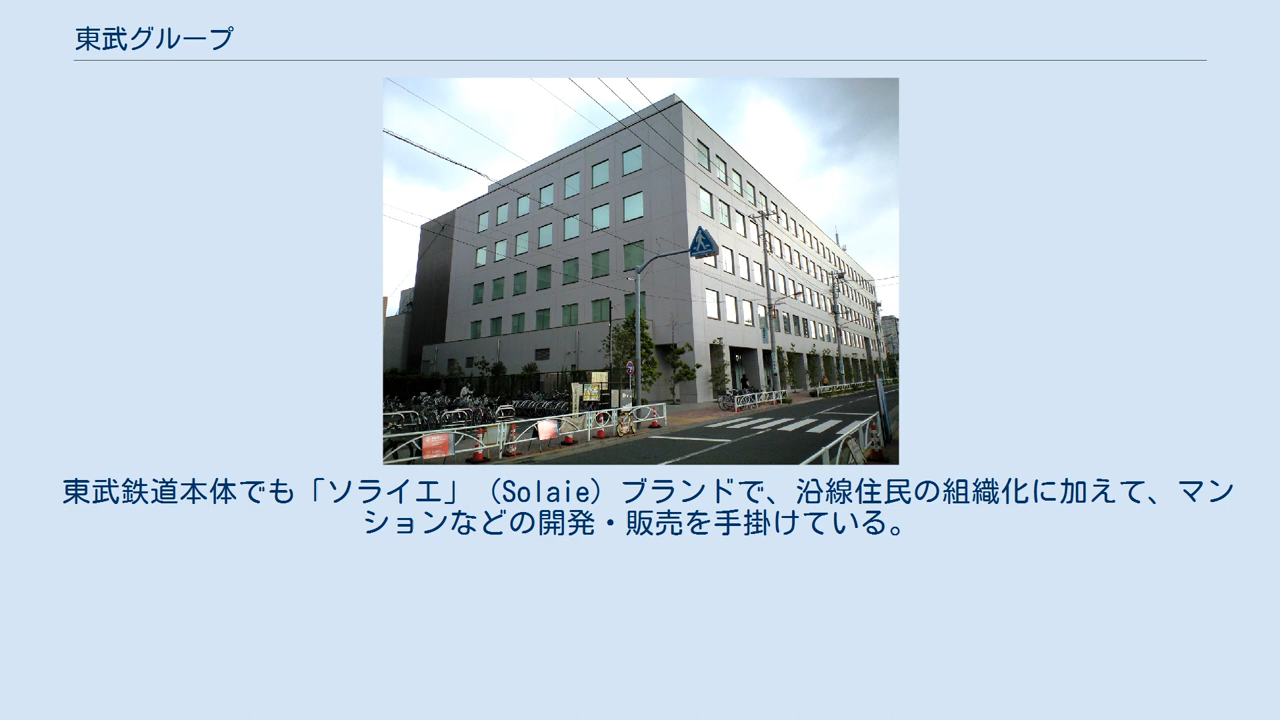 東武グループ
東武鉄道本体でも「ソライエ」（Solaie）ブランドで、沿線住民の組織化に加えて、マン
ションなどの開発・販売を手掛けている。